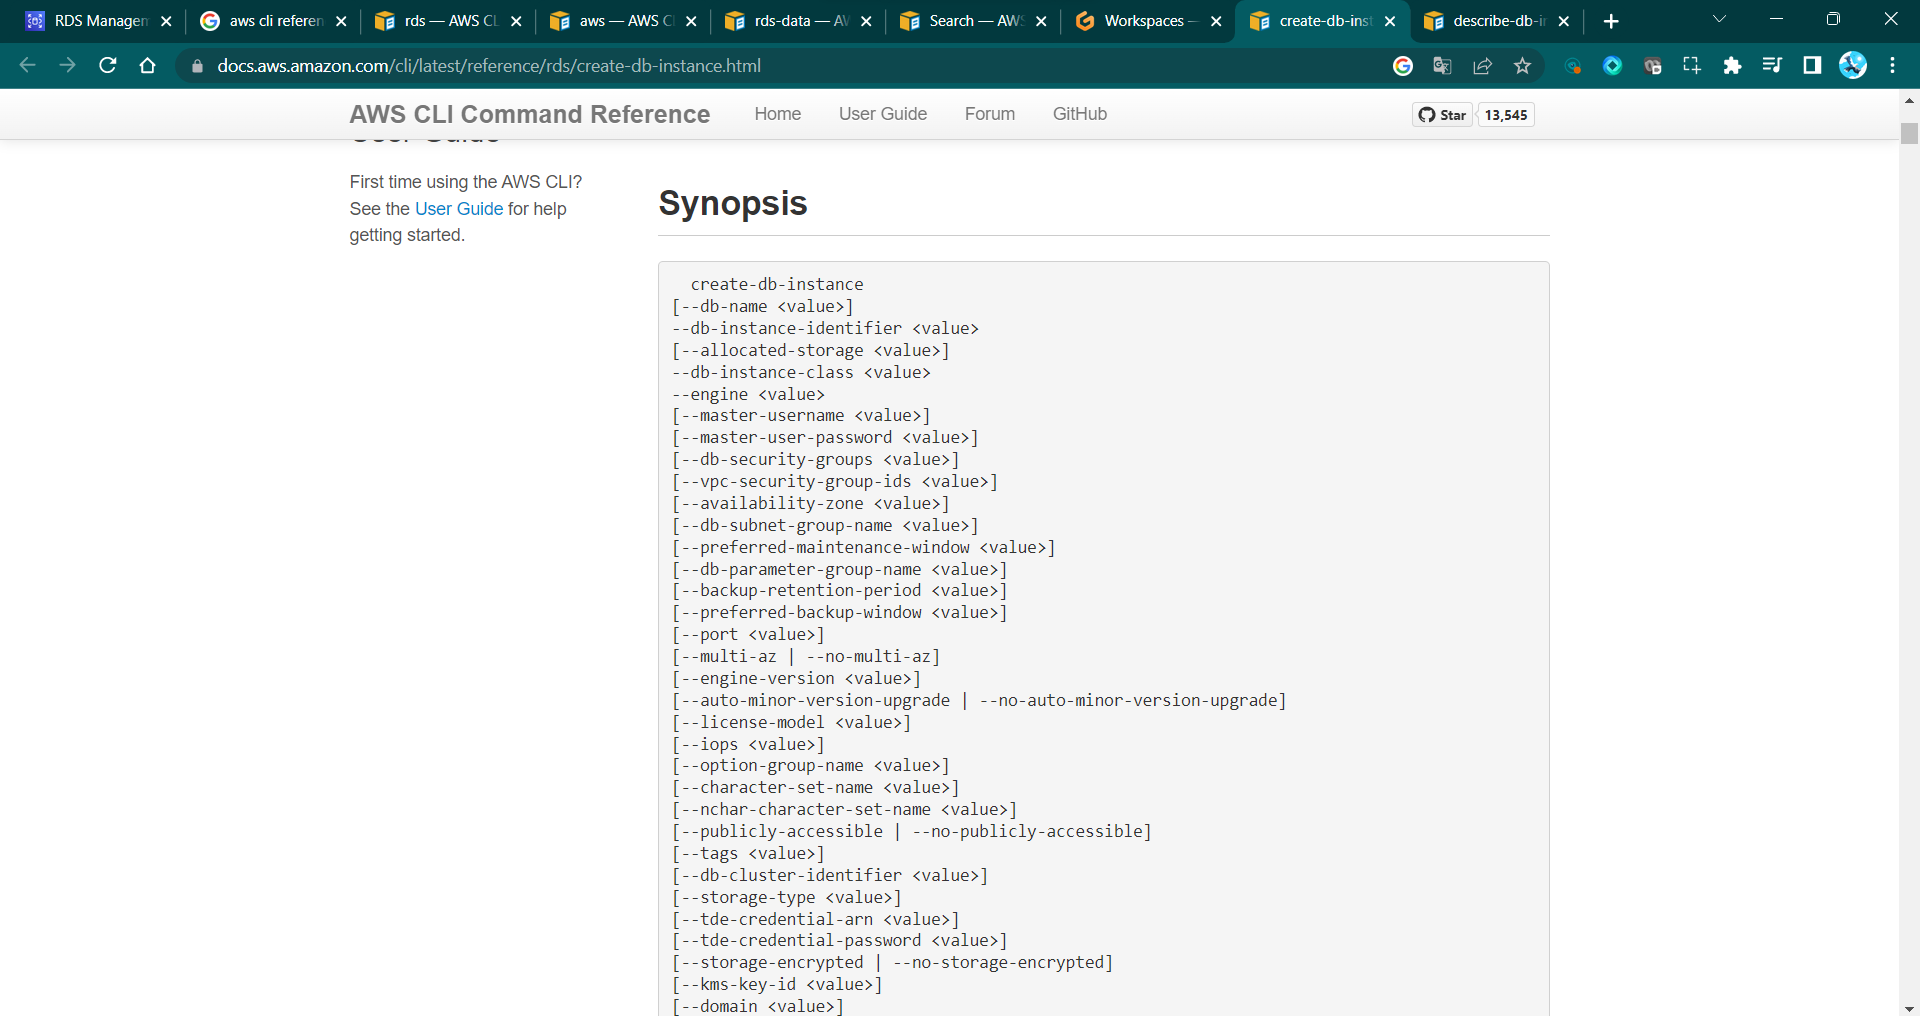 RDS Managem
aws cli referen
rds — AWS CL
aws — AWS C
rds-data — AW
Search — AWS
Workspaces —
create-db-inst
describe-db-i
docs.aws.amazon.com/cli/latest/reference/rds/create-db-instance.html
AWS CLI Command Reference
Home
User Guide
Forum
GitHub
Star
13,545
User Guide
First time using the AWS CLI?
See the User Guide for help
getting started.
Synopsis
create-db-instance
[--db-name <value>]
--db-instance-identifier <value>
[--allocated-storage <value>]
--db-instance-class <value>
--engine <value>
[--master-username <value>]
[--master-user-password <value>]
[--db-security-groups <value>]
[--vpc-security-group-ids <value>]
[--availability-zone <value>]
[--db-subnet-group-name <value>]
[--preferred-maintenance-window <value>]
[--db-parameter-group-name <value>]
[--backup-retention-period <value>]
[--preferred-backup-window <value>]
[--port <value>]
[--multi-az | --no-multi-az]
[--engine-version <value>]
[--auto-minor-version-upgrade | --no-auto-minor-version-upgrade]
[--license-model <value>]
[--iops <value>]
[--option-group-name <value>]
[--character-set-name <value>]
[--nchar-character-set-name <value>]
[--publicly-accessible | --no-publicly-accessible]
[--tags <value>]
[--db-cluster-identifier <value>]
[--storage-type <value>]
[--tde-credential-arn <value>]
[--tde-credential-password <value>]
[--storage-encrypted | --no-storage-encrypted]
[--kms-key-id <value>]
[--domain <value>]